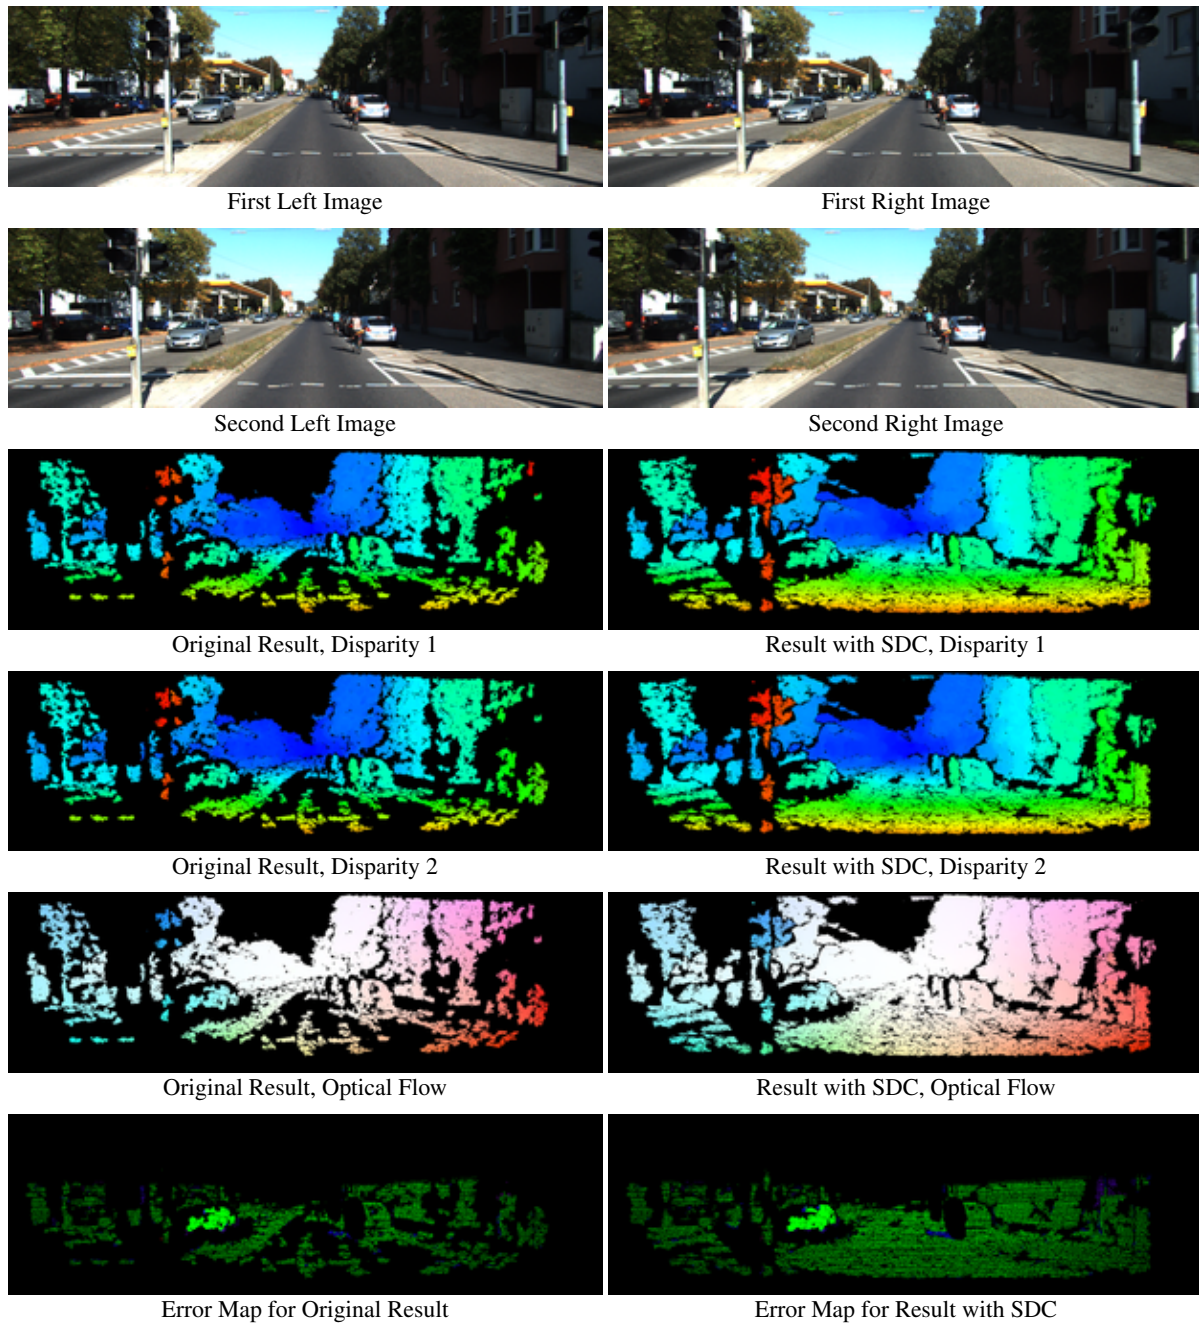 First Left Image
First Right Image
Second Left Image
Second Right Image
Original Result, Disparity 1
Result with SDC, Disparity 1
Original Result, Disparity 2
Result with SDC, Disparity 2
Original Result, Optical Flow
Result with SDC, Optical Flow
Error Map for Original Result
Error Map for Result with SDC